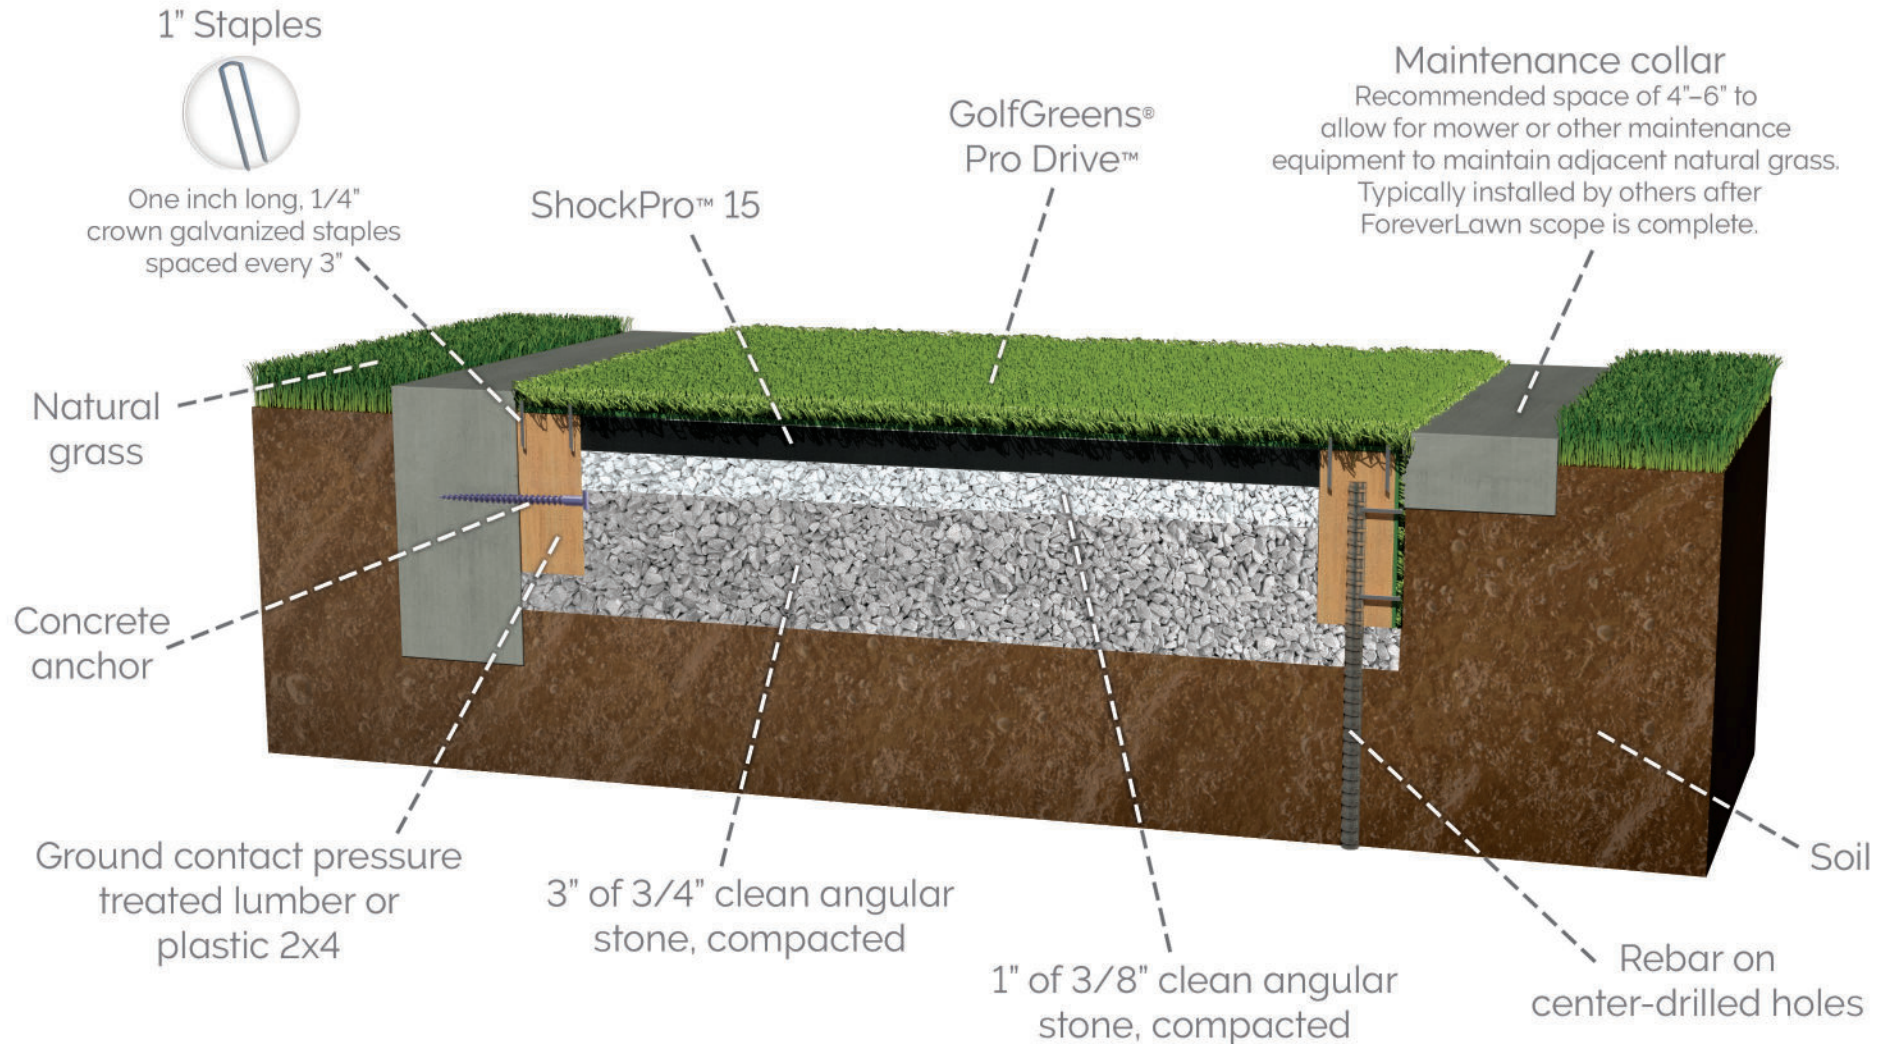 1” Staples
One inch long, 1/4”
crown galvanized staples
spaced every 3”
ShockPro™ 15
GolfGreens®
Pro Drive™
Maintenance collar
Recommended space of 4”–6” to
allow for mower or other maintenance
equipment to maintain adjacent natural grass.
Typically installed by others after
ForeverLawn scope is complete.
Natural
grass
Concrete
anchor
Ground contact pressure
treated lumber or
plastic 2x4
3” of 3/4” clean angular
stone, compacted
1” of 3/8” clean angular
stone, compacted
Rebar on
center-drilled holes
Soil